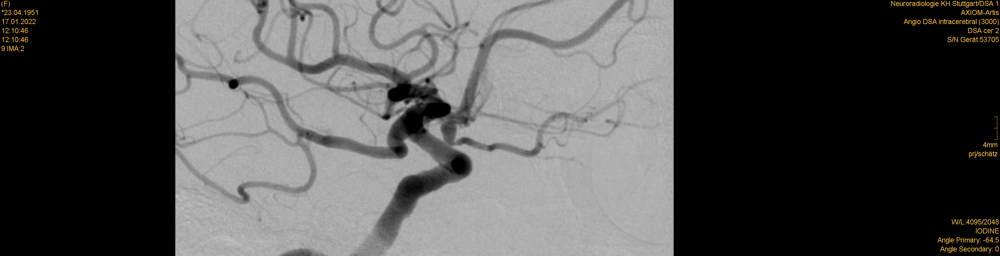 (F)
*23.04.1951
17.01.2022
12:10:46
12:10:46
9 IMA:2
Neuroradiologie KH Stuttgart/DSA 1
AXIOM-Artis
Angio DSA intracerebral (3000)
DSA cer 2
S/N Gerät:53705
4mm
prj/schätz
W/L:4095/2048
IODINE
Angle Primary: -64,5
Angle Secondary: 0